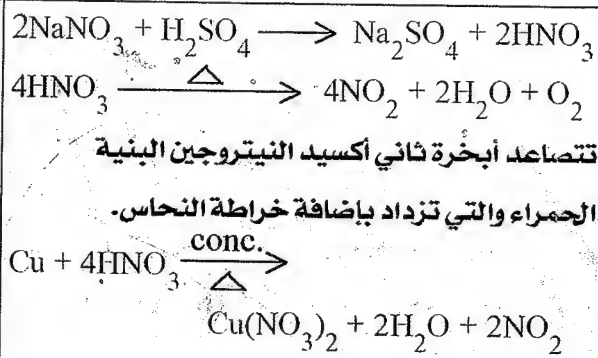 2NaNO₃ + H₂SO₄ ⟶ Na₂SO₄ + 2HNO₃
4HNO₃ —△→ 4NO₂ + 2H₂O + O₂
تتصاعد أبخرة ثاني أكسيد النيتروجين البنية
الحمراء والتي تزداد بإضافة خراطة النحاس.
Cu + 4HNO₃ —conc./△→
Cu(NO₃)₂ + 2H₂O + 2NO₂